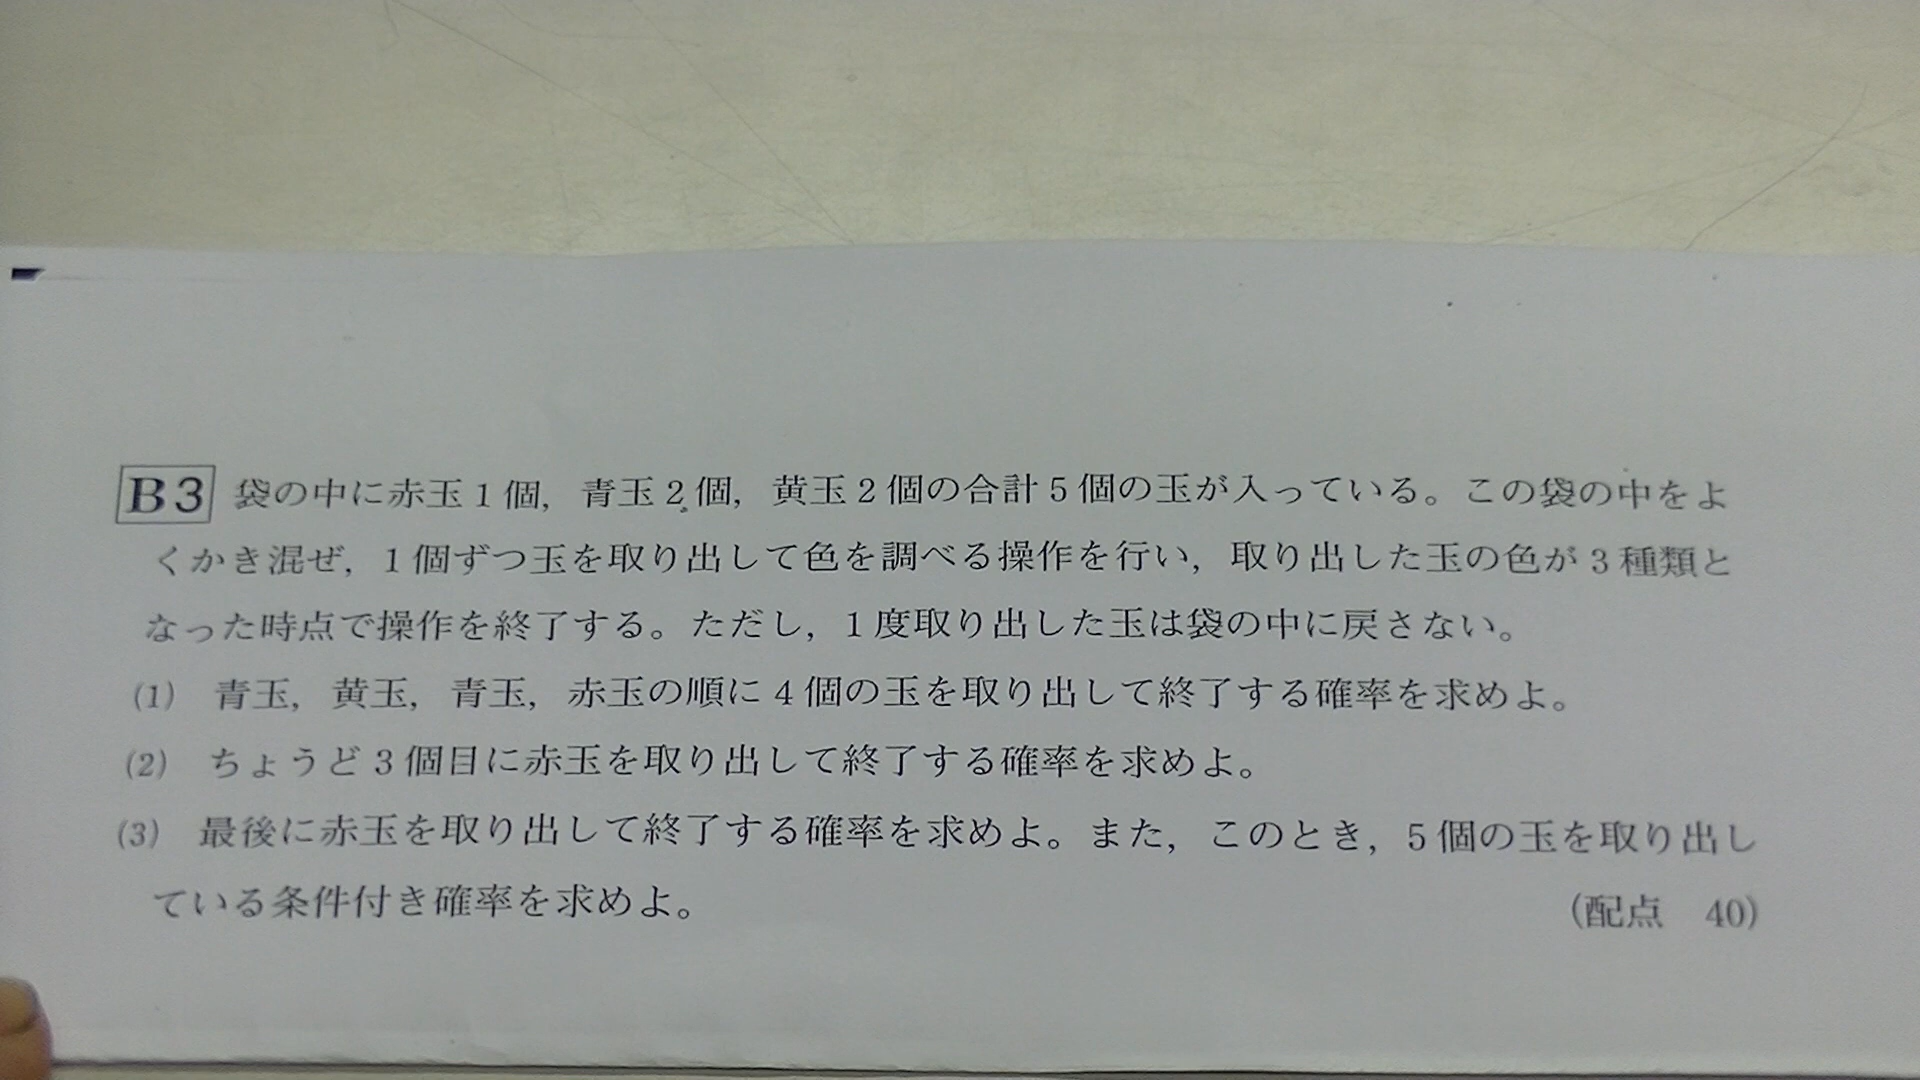 B3 袋の中に赤玉1個，青玉2個，黄玉2個の合計5個の玉が入っている。この袋の中をよ
くかき混ぜ，1個ずつ玉を取り出して色を調べる操作を行い，取り出した玉の色が3種類と
なった時点で操作を終了する。ただし，1度取り出した玉は袋の中に戻さない。
(1) 青玉，黄玉，青玉，赤玉の順に4個の玉を取り出して終了する確率を求めよ。
(2) ちょうど3個目に赤玉を取り出して終了する確率を求めよ。
(3) 最後に赤玉を取り出して終了する確率を求めよ。また，このとき，5個の玉を取り出し
ている条件付き確率を求めよ。 (配点 40)